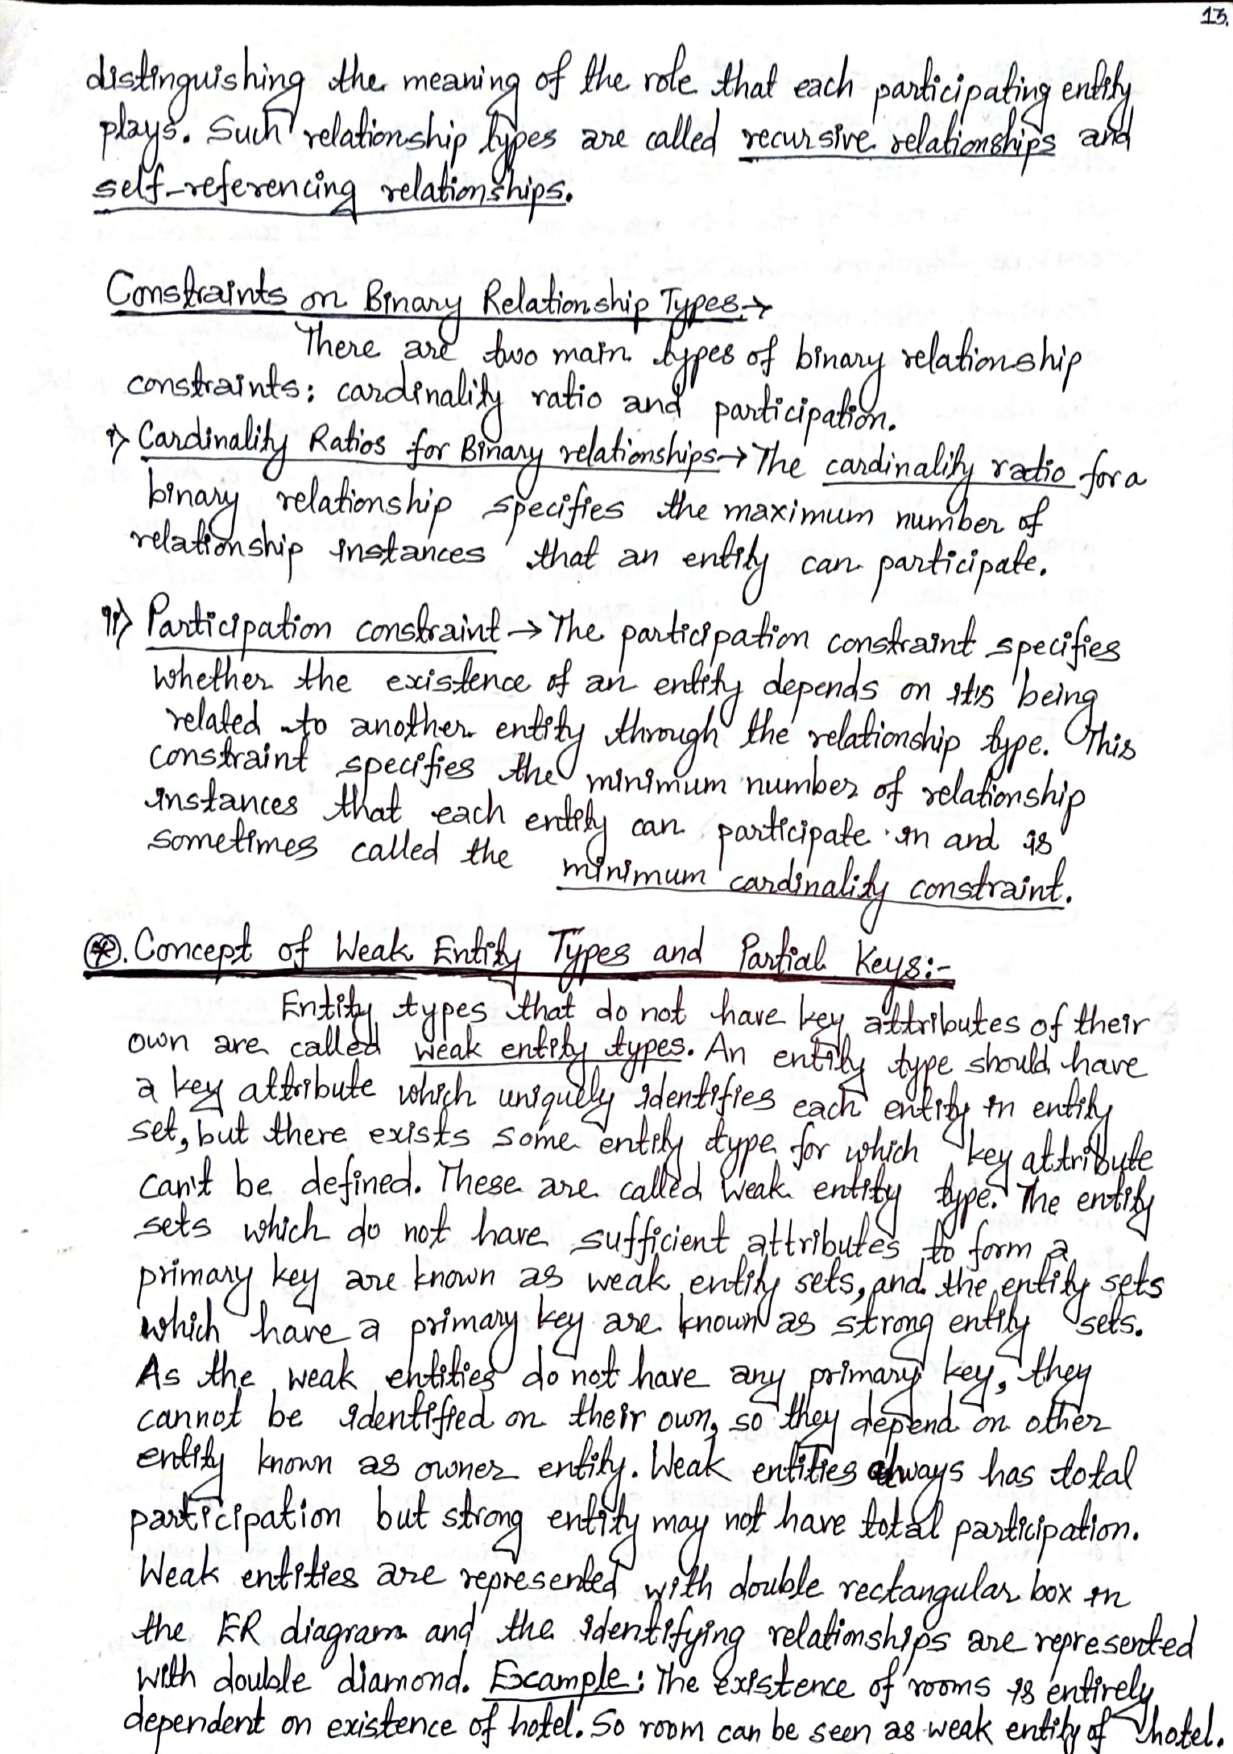 13.
distinguishing the meaning of the role that each participating entity
plays. Such relationship types are called recursive relationships and
self-referencing relationships.
Constraints on Binary Relationship Types→
There are two main types of binary relationship
constraints: cardinality ratio and participation.
i) Cardinality Ratios for Binary relationships→The cardinality ratio for a
binary relationship specifies the maximum number of
relationship instances that an entity can participate.
ii) Participation constraint→The participation constraint specifies
whether the existence of an entity depends on its being
related to another entity through the relationship type. This
constraint specifies the minimum number of relationship
instances that each entity can participate in and is
sometimes called the minimum cardinality constraint.
⊛. Concept of Weak Entity Types and Partial Keys:-
Entity types that do not have key attributes of their
own are called weak entity types. An entity type should have
a key attribute which uniquely identifies each entity in entity
set, but there exists some entity type for which key attribute
can't be defined. These are called weak entity type. The entity
sets which do not have sufficient attributes to form a
primary key are known as weak entity sets, and the entity sets
which have a primary key are known as strong entity sets.
As the weak entities do not have any primary key, they
cannot be identified on their own, so they depend on other
entity known as owner entity. Weak entities always has total
participation but strong entity may not have total participation.
Weak entities are represented with double rectangular box in
the ER diagram and the identifying relationships are represented
with double diamond. Example: The existence of rooms is entirely
dependent on existence of hotel. So room can be seen as weak entity of hotel.